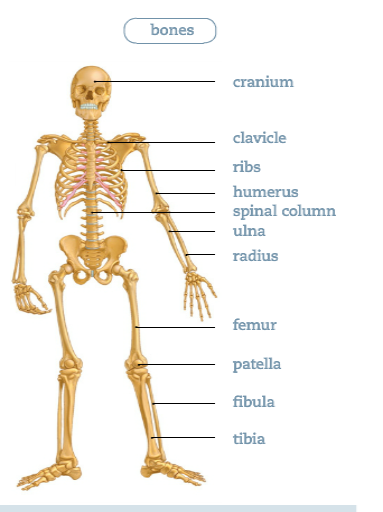 bones
cranium
clavicle
ribs
humerus
spinal column
ulna
radius
femur
patella
fibula
tibia